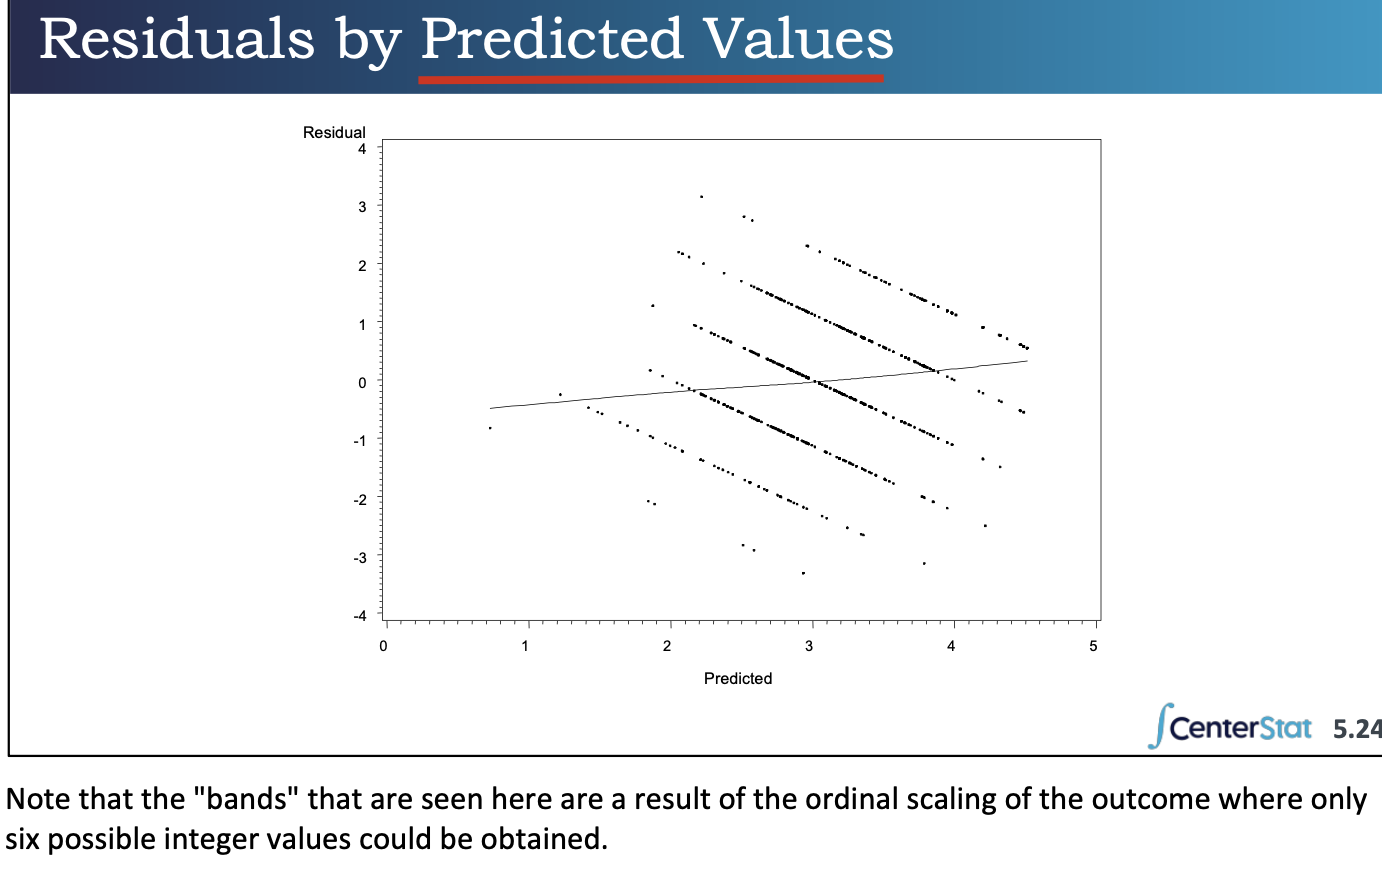 Residuals by Predicted Values
Residual
4
3
2
1
0
-1
-2
-3
-4
0 1 2 3 4 5
Predicted
CenterStat 5.24
Note that the "bands" that are seen here are a result of the ordinal scaling of the outcome where only
six possible integer values could be obtained.